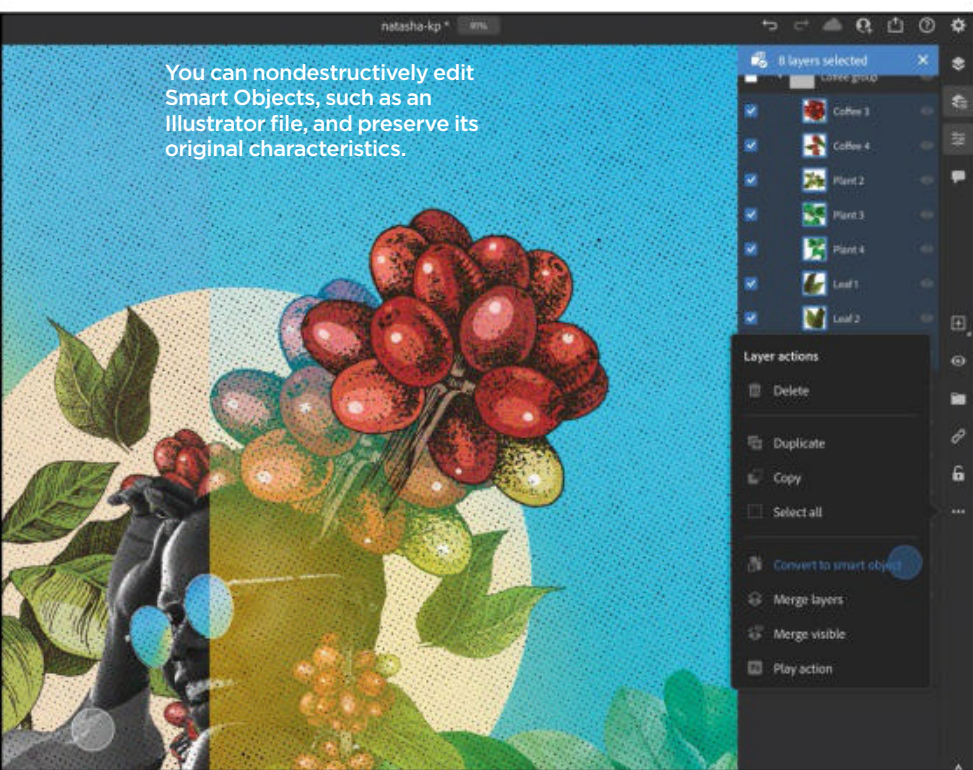 natasha-kp *
You can nondestructively edit
Smart Objects, such as an
Illustrator file, and preserve its
original characteristics.
8 layers selected
Coffee group
Coffee 3
Coffee 4
Plant 2
Plant 3
Plant 4
Leaf 1
Leaf 2
Layer actions
Delete
Duplicate
Copy
Select all
Convert to smart object
Merge layers
Merge visible
Play action